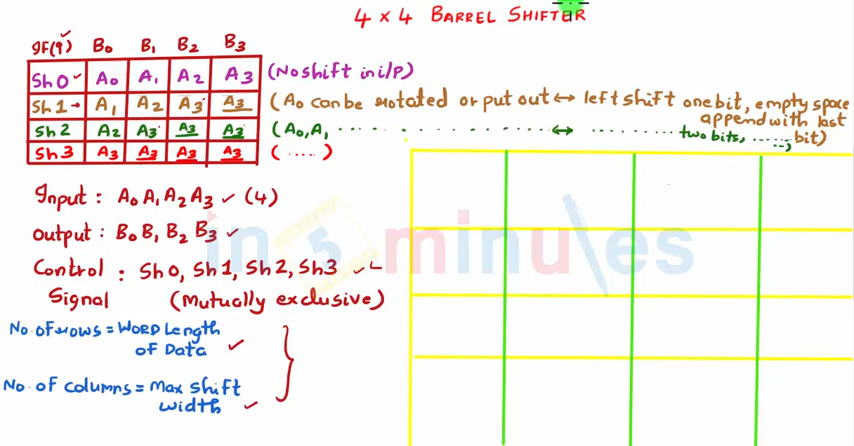 4 × 4 BARREL SHIFTER
IF(1) B0 B1 B2 B3
Sh0 A0 A1 A2 A3 (No shift in i/p)
Sh1 A1 A2 A3 A3 (A0 can be rotated or put out ↔ left shift one bit, empty space
append with last
Sh2 A2 A3 A3 A3 (A0, A1 .................... ↔ ........... two bits, ......, bit)
Sh3 A3 A3 A3 A3 (.....)
Input : A0 A1 A2 A3 ✓ (4)
output : B0 B1 B2 B3 ✓
Control : Sh0, Sh1, Sh2, Sh3 ✓
Signal (Mutually exclusive)
No. of rows = WORD Length
of Data ✓
No. of columns = Max shift
width ✓
in 5 minutes